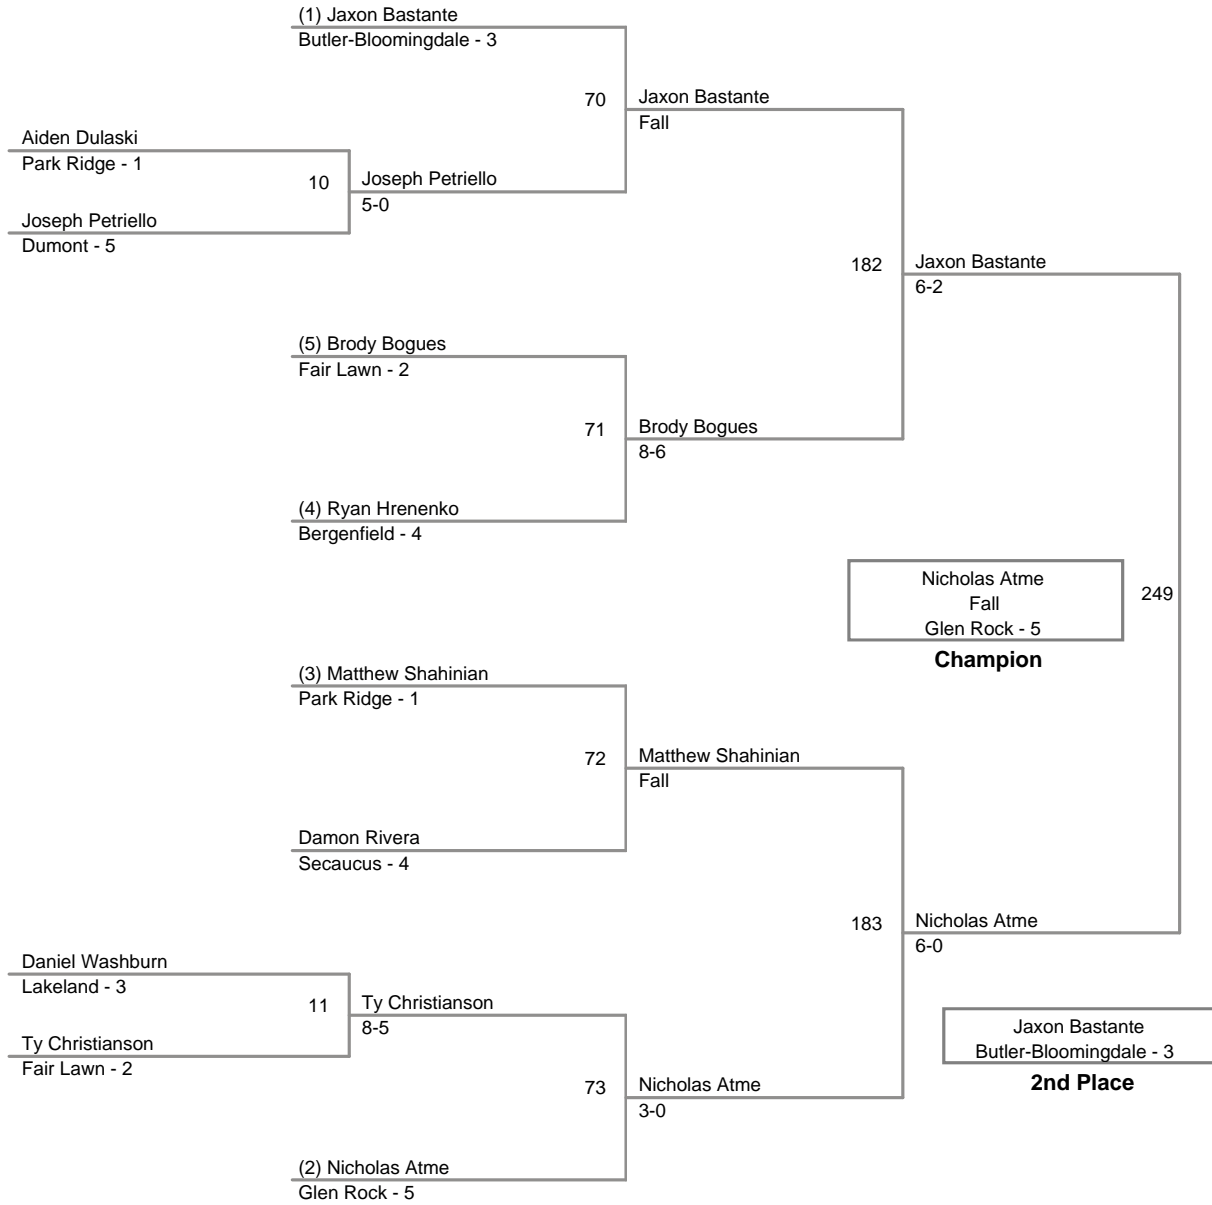 (1) Jaxon Bastante
Butler-Bloomingdale - 3
70
Jaxon Bastante
Fall
Aiden Dulaski
Park Ridge - 1
10
Joseph Petriello
5-0
Joseph Petriello
Dumont - 5
182
Jaxon Bastante
6-2
(5) Brody Bogues
Fair Lawn - 2
71
Brody Bogues
8-6
(4) Ryan Hrenenko
Bergenfield - 4
Nicholas Atme
Fall
Glen Rock - 5
Champion
249
(3) Matthew Shahinian
Park Ridge - 1
72
Matthew Shahinian
Fall
Damon Rivera
Secaucus - 4
183
Nicholas Atme
6-0
Daniel Washburn
Lakeland - 3
11
Ty Christianson
8-5
Ty Christianson
Fair Lawn - 2
Jaxon Bastante
Butler-Bloomingdale - 3
2nd Place
73
Nicholas Atme
3-0
(2) Nicholas Atme
Glen Rock - 5